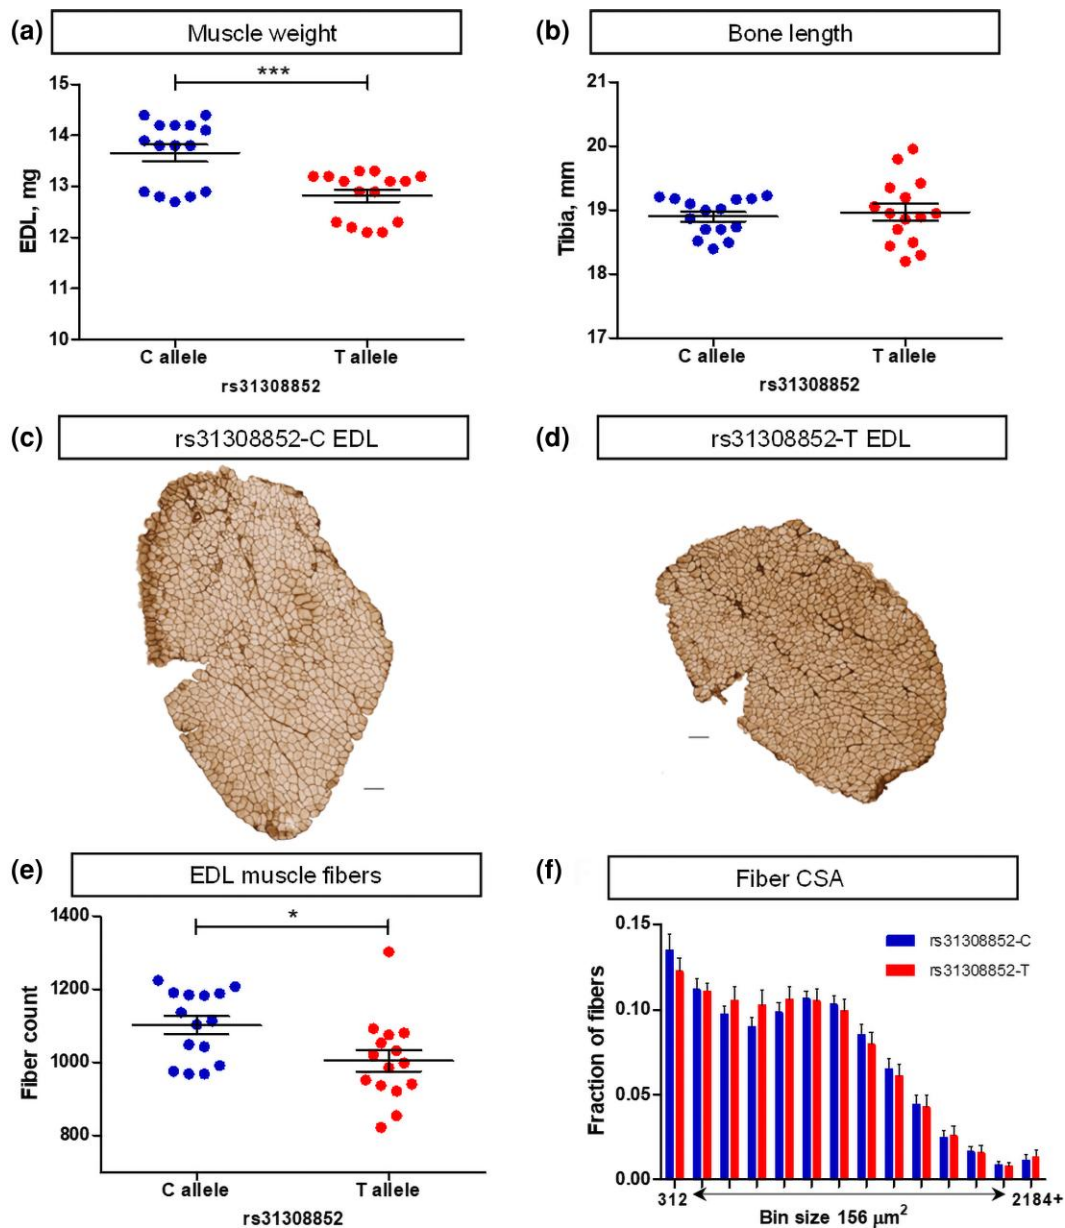 (a) Muscle weight
***
15
14
13
12
11
10
EDL, mg
C allele T allele
rs31308852
(b) Bone length
21
20
19
18
17
Tibia, mm
C allele T allele
rs31308852
(c) rs31308852-C EDL
(d) rs31308852-T EDL
(e) EDL muscle fibers
*
1400
1200
1000
800
Fiber count
C allele T allele
rs31308852
(f) Fiber CSA
0.15
0.10
0.05
0.00
Fraction of fibers
rs31308852-C
rs31308852-T
312 2184+
Bin size 156 μm²